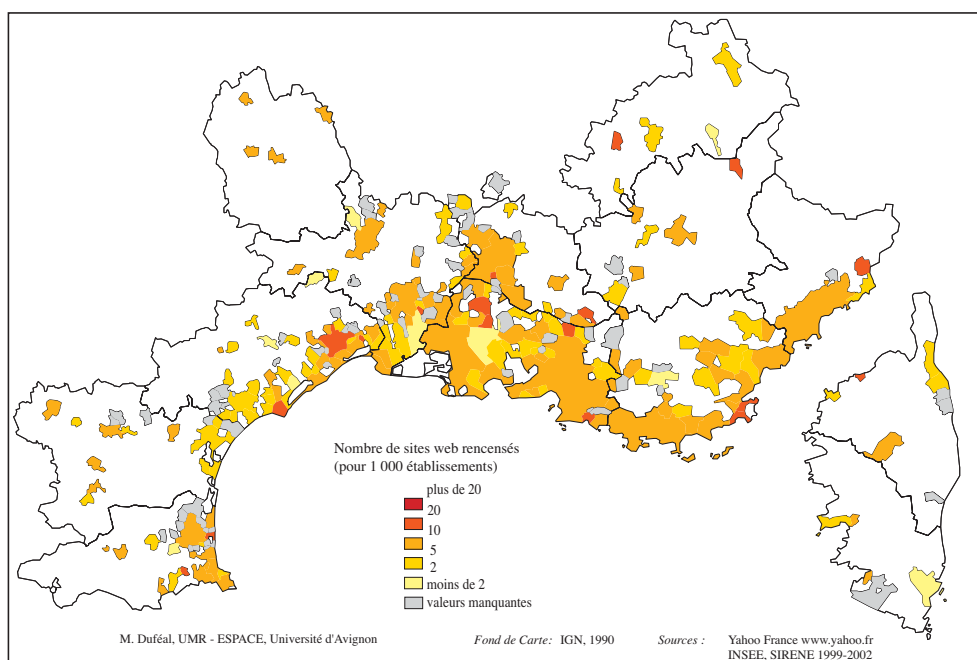 Nombre de sites web rencensés
(pour 1 000 établissements)
plus de 20
20
10
5
2
moins de 2
valeurs manquantes
M. Duféal, UMR - ESPACE, Université d'Avignon
Fond de Carte: IGN, 1990
Sources : Yahoo France www.yahoo.fr
INSEE, SIRENE 1999-2002